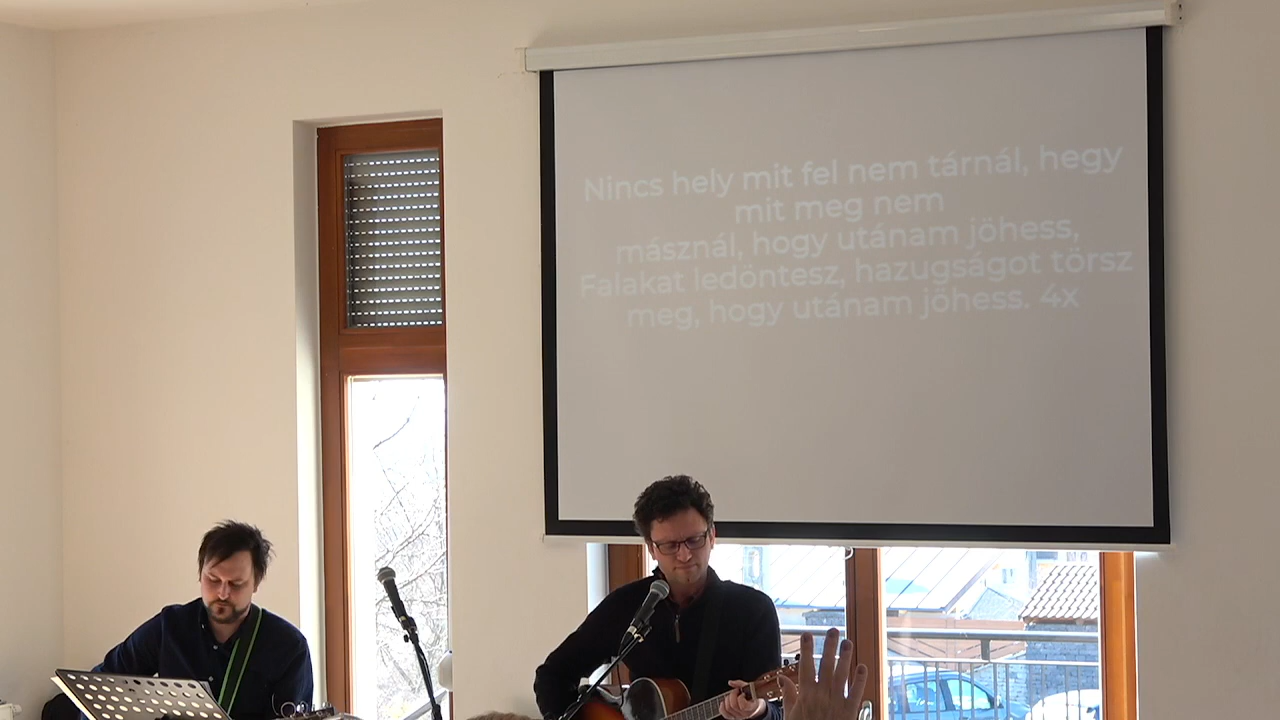 Nincs hely mit fel nem tárnál, hegy
mit meg nem
másznál, hogy utánam jöhess,
Falakat ledöntesz, hazugságot törsz
meg, hogy utánam jöhess. 4x